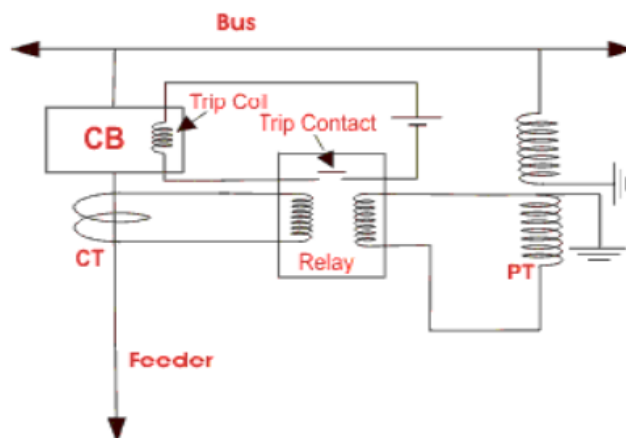 Bus
Trip Coil
Trip Contact
CB
CT
Relay
PT
Feeder